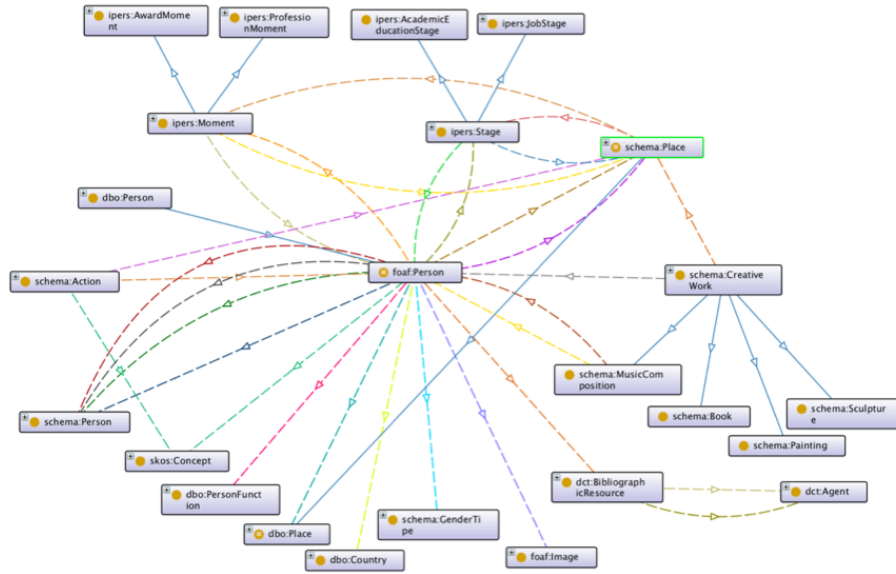 ipers:AwardMome
nt
ipers:Profession
nMoment
ipers:AcademicE
ducationStage
ipers:JobStage
ipers:Moment
ipers:Stage
schema:Place
dbo:Person
foaf:Person
schema:Action
schema:Creative
Work
schema:MusicCom
position
schema:Book
schema:Sculptur
e
schema:Painting
schema:Person
skos:Concept
dbo:PersonFunct
ion
dct:Bibliograph
icResource
dct:Agent
dbo:Place
schema:GenderTi
pe
dbo:Country
foaf:Image